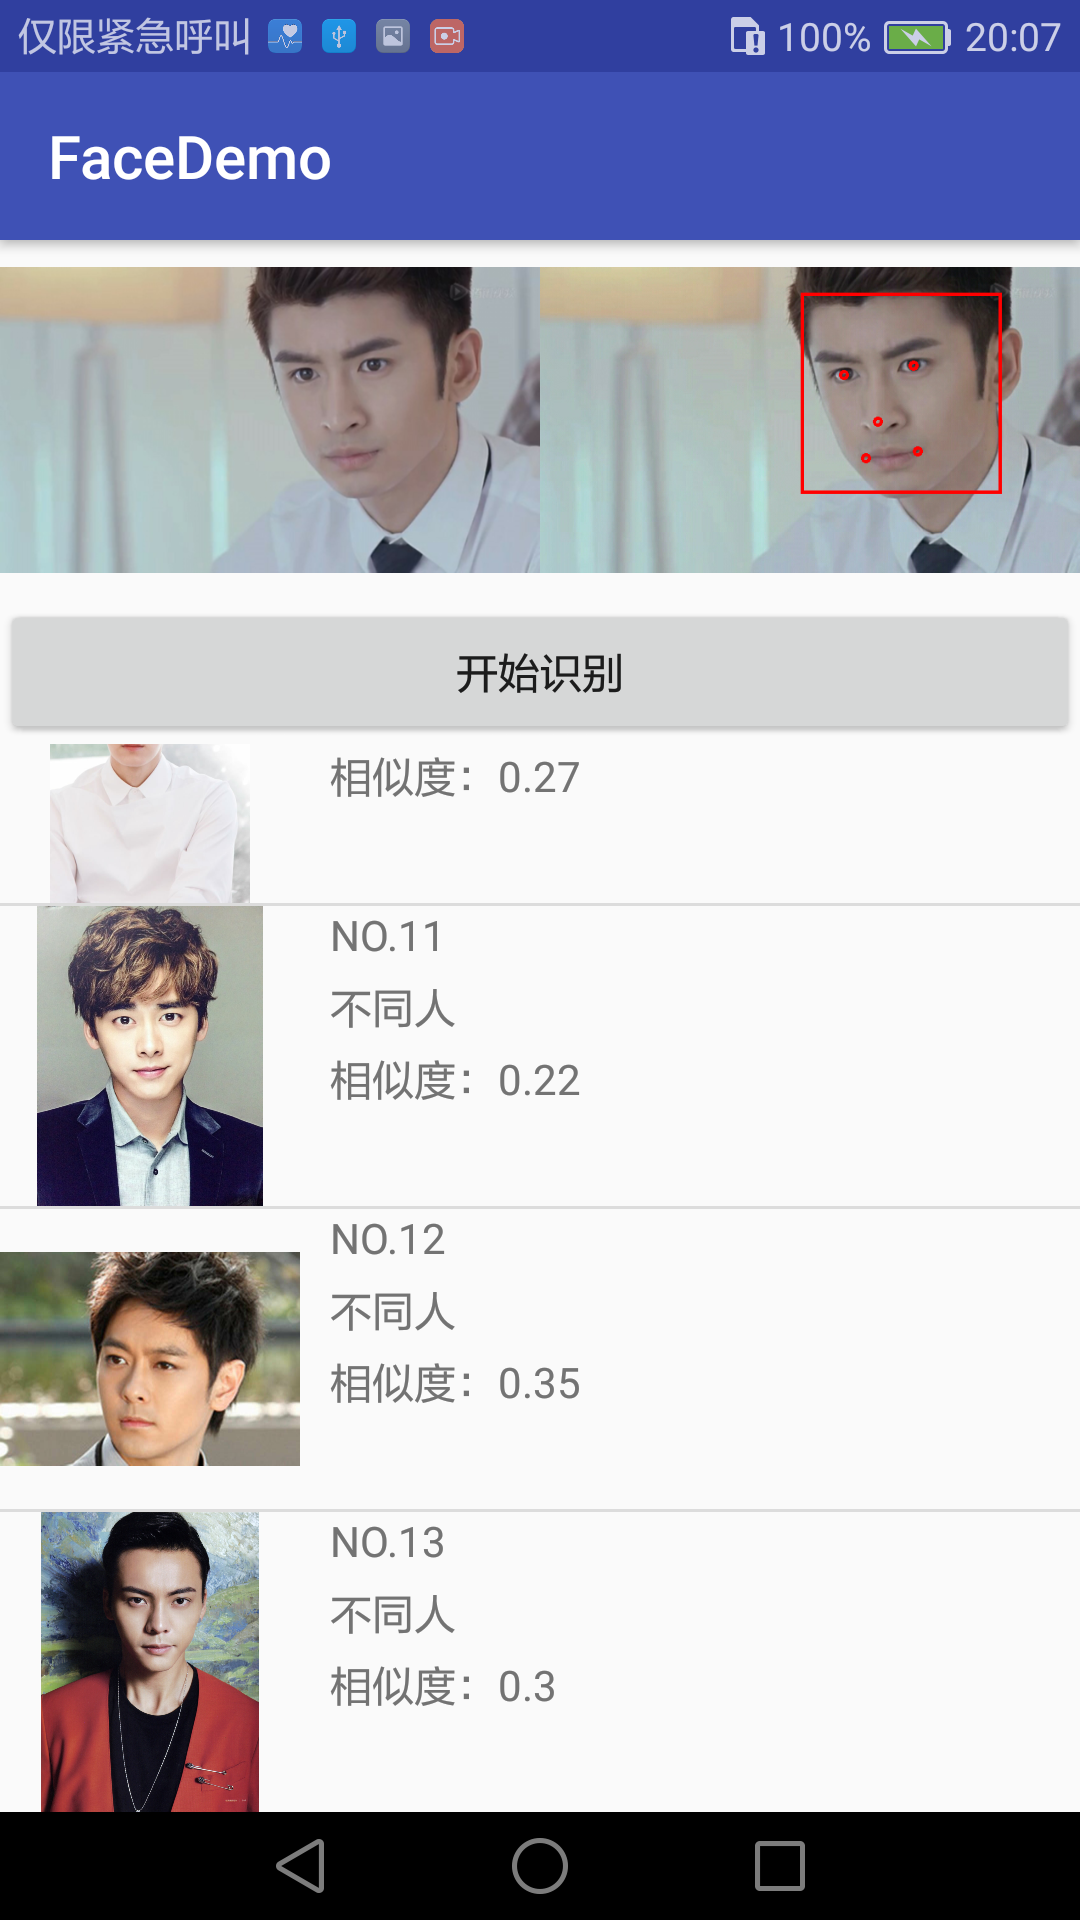 仅限紧急呼叫 100% 20:07
FaceDemo
开始识别
相似度：0.27
NO.11
不同人
相似度：0.22
NO.12
不同人
相似度：0.35
NO.13
不同人
相似度：0.3